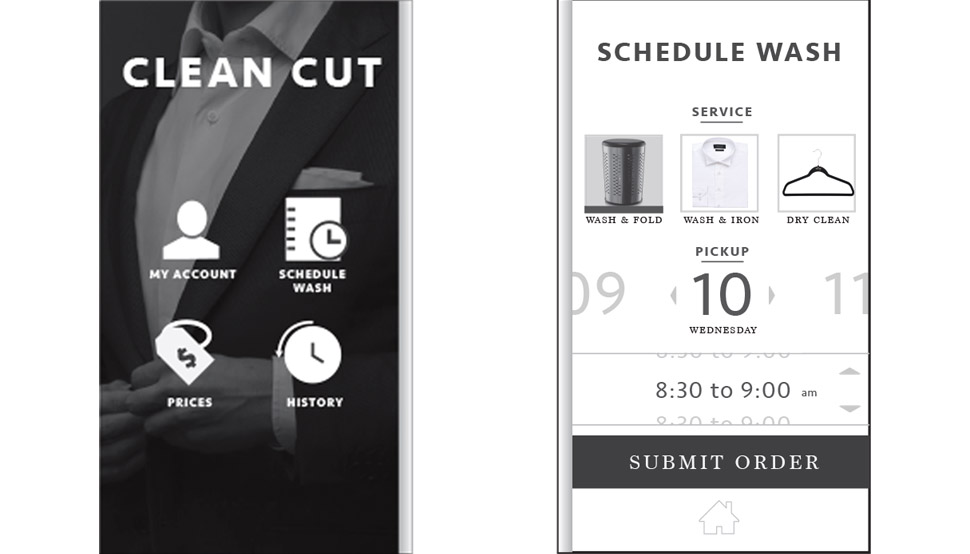 CLEAN CUT
MY ACCOUNT
SCHEDULE
WASH
PRICES
HISTORY
SCHEDULE WASH
SERVICE
WASH & FOLD
WASH & IRON
DRY CLEAN
PICKUP
09
10
11
WEDNESDAY
8:30 to 9:00
8:30 to 9:00 am
8:30 to 9:00
SUBMIT ORDER